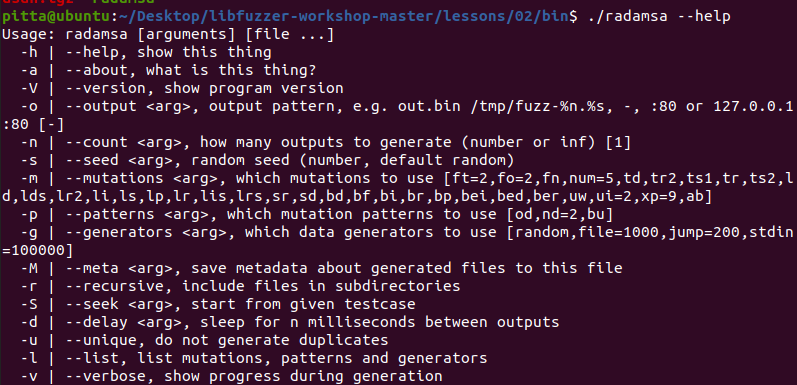 pitta@ubuntu:~/Desktop/libfuzzer-workshop-master/lessons/02/bin$ ./radamsa --help
Usage: radamsa [arguments] [file ...]
  -h | --help, show this thing
  -a | --about, what is this thing?
  -V | --version, show program version
  -o | --output <arg>, output pattern, e.g. out.bin /tmp/fuzz-%n.%s, -, :80 or 127.0.0.1
:80 [-]
  -n | --count <arg>, how many outputs to generate (number or inf) [1]
  -s | --seed <arg>, random seed (number, default random)
  -m | --mutations <arg>, which mutations to use [ft=2,fo=2,fn,num=5,td,tr2,ts1,tr,ts2,l
d,lds,lr2,li,ls,lp,lr,lis,lrs,sr,sd,bd,bf,bi,br,bp,bei,bed,ber,uw,ui=2,xp=9,ab]
  -p | --patterns <arg>, which mutation patterns to use [od,nd=2,bu]
  -g | --generators <arg>, which data generators to use [random,file=1000,jump=200,stdin
=100000]
  -M | --meta <arg>, save metadata about generated files to this file
  -r | --recursive, include files in subdirectories
  -S | --seek <arg>, start from given testcase
  -d | --delay <arg>, sleep for n milliseconds between outputs
  -u | --unique, do not generate duplicates
  -l | --list, list mutations, patterns and generators
  -v | --verbose, show progress during generation